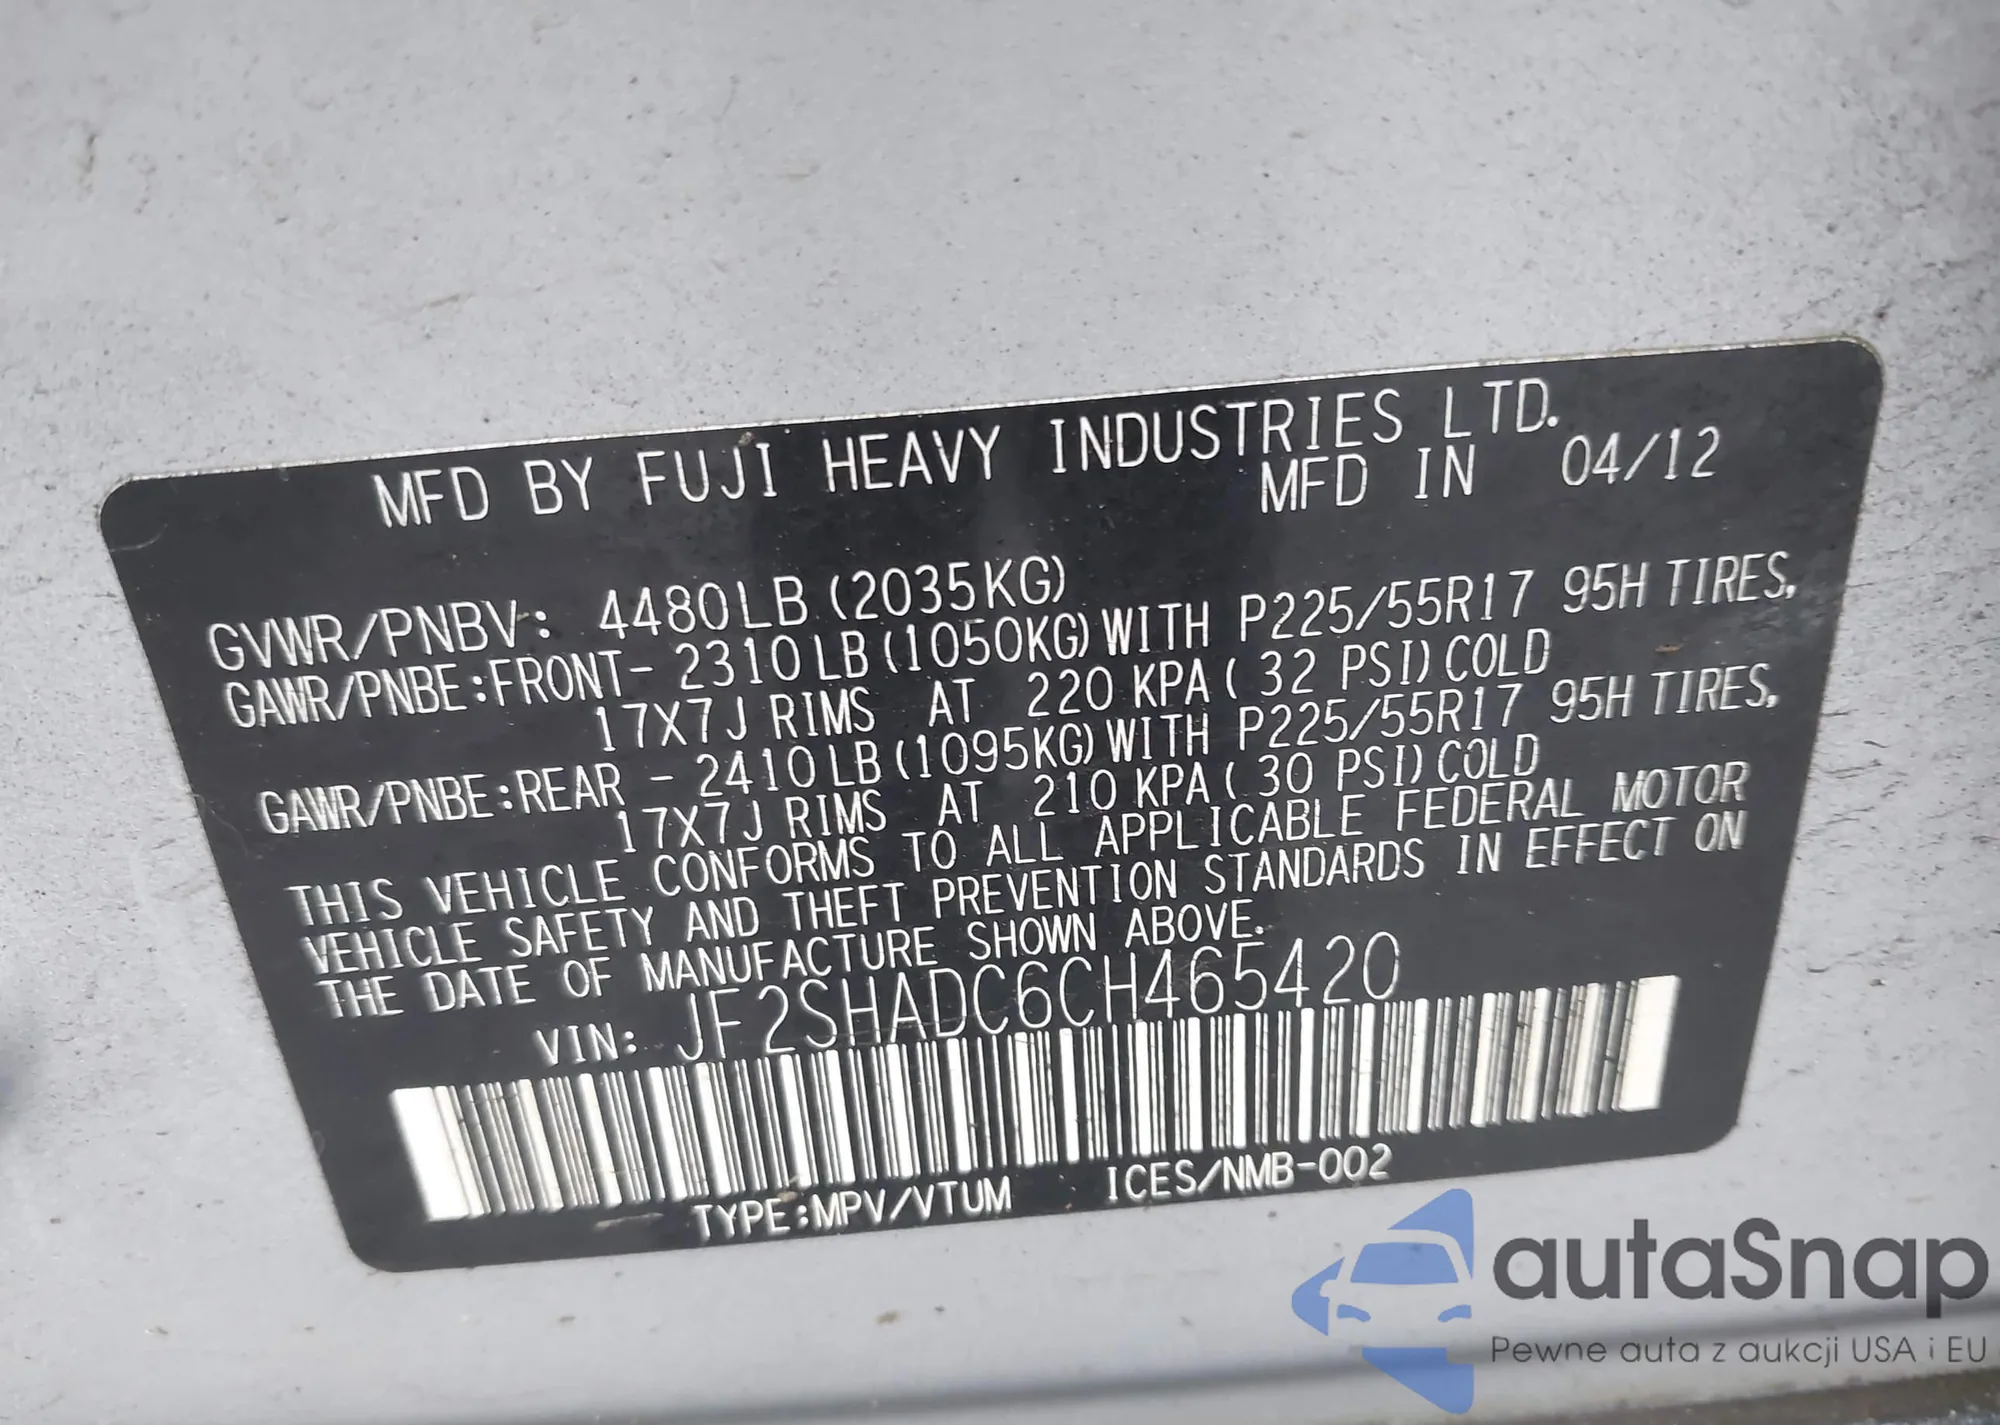 MFD BY FUJI HEAVY INDUSTRIES LTD.
MFD IN 04/12
GVWR/PNBV: 4480LB (2035KG)
GAWR/PNBE:FRONT- 2310LB (1050KG) WITH P225/55R17 95H TIRES,
17X7J RIMS AT 220 KPA ( 32 PSI) COLD
GAWR/PNBE:REAR - 2410LB (1095KG) WITH P225/55R17 95H TIRES,
17X7J RIMS AT 210 KPA ( 30 PSI) COLD
THIS VEHICLE CONFORMS TO ALL APPLICABLE FEDERAL MOTOR
VEHICLE SAFETY AND THEFT PREVENTION STANDARDS IN EFFECT ON
THE DATE OF MANUFACTURE SHOWN ABOVE.
VIN: JF2SHADC6CH465420
TYPE:MPV/VTUM ICES/NMB-002
autaSnap
Pewne auta z aukcji USA i EU